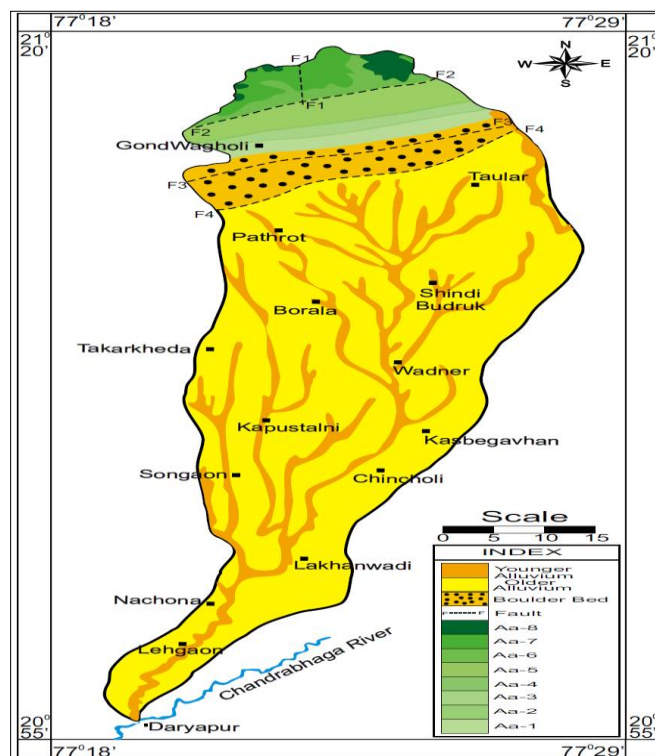 77° 18'
77° 29'
21°
20'
21°
20'
N
W E
S
F1
F2
F1
F2
F3
F4
GondWagholi
F3
F4
Taular
Pathrot
Shindi
Budruk
Borala
Takarkheda
Wadner
Kapustalni
Kasbegavhan
Songaon
Chincholi
Scale
0 5 10 15
INDEX
Younger
Alluvium
Older
Alluvium
Boulder Bed
F F Fault
Aa-8
Aa-7
Aa-6
Aa-5
Aa-4
Aa-3
Aa-2
Aa-1
Lakhanwadi
Nachona
Lehgaon
Chandrabhaga River
Daryapur
20°
55'
20°
55'
77° 18'
77° 29'